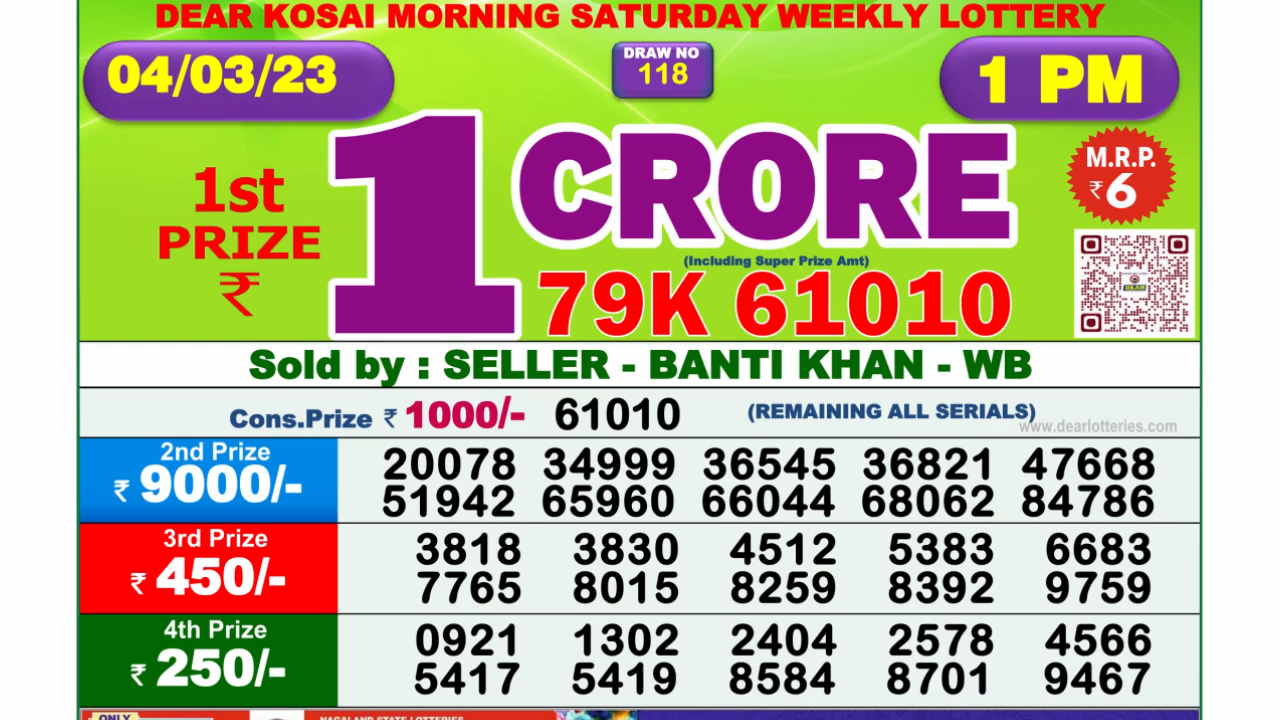 DEAR KOSAI MORNING SATURDAY WEEKLY LOTTERY
04/03/23
DRAW NO
118
1 PM
1st
PRIZE
₹
1 CRORE
M.R.P.
₹6
(Including Super Prize Amt)
79K 61010
Sold by : SELLER - BANTI KHAN - WB
Cons.Prize ₹ 1000/- 61010 (REMAINING ALL SERIALS)
www.dearlotteries.com
2nd Prize
₹ 9000/-
20078 34999 36545 36821 47668
51942 65960 66044 68062 84786
3rd Prize
₹ 450/-
3818 3830 4512 5383 6683
7765 8015 8259 8392 9759
4th Prize
₹ 250/-
0921 1302 2404 2578 4566
5417 5419 8584 8701 9467
ONLY
NAGALAND STATE LOTTERIES